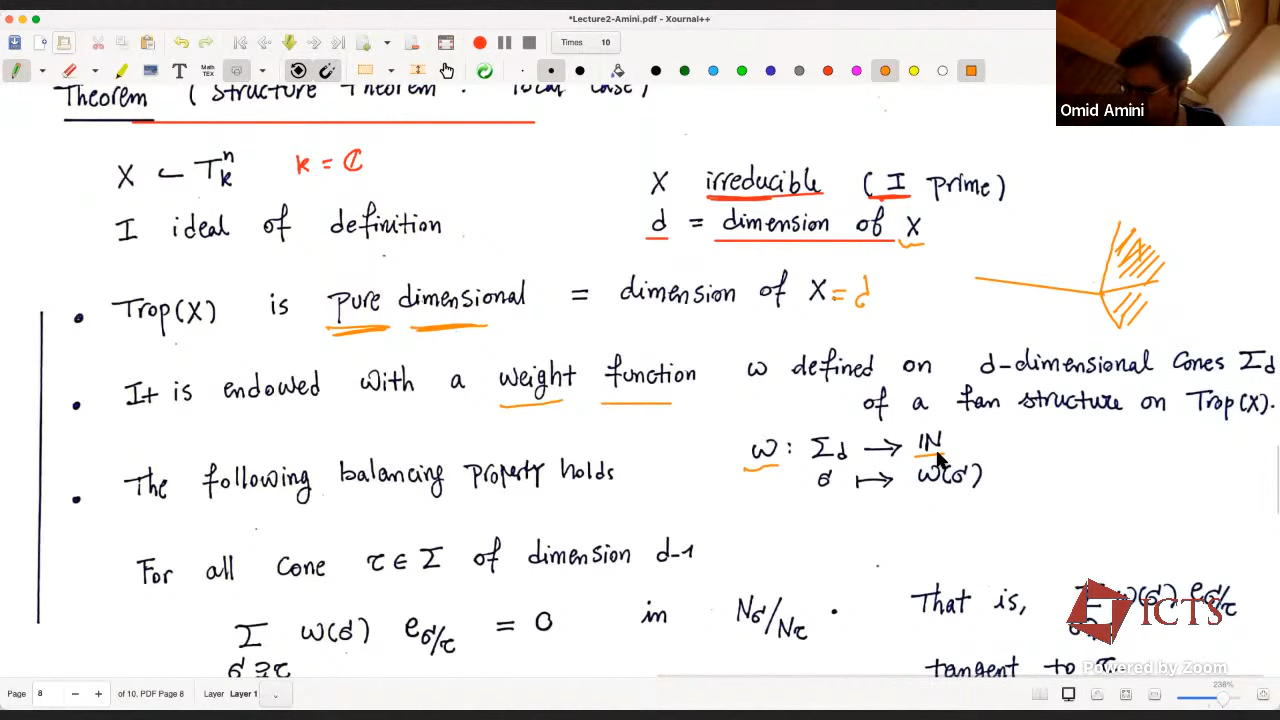 *Lecture2-Amini.pdf - Xournal++
Times 10
Omid Amini
Theorem (Structure Theorem : local case)
X ↪ T_k^n k = ℂ
X irreducible (I prime)
I ideal of definition
d = dimension of X
• Trop(X) is pure dimensional = dimension of X = d
• It is endowed with a weight function ω defined on d-dimensional cones Σ_d
of a fan structure on Trop(X).
ω : Σ_d → ℕ
σ ↦ ω(σ)
• The following balancing property holds
For all cone τ ∈ Σ of dimension d-1
Σ ω(σ) e_σ/τ = 0 in N_σ/N_τ . That is, Σ ω(σ) e_σ/τ
σ ⊇ τ
tangent to τ
ICTS
Powered by Zoom
Page 8 of 10, PDF Page 8 Layer Layer 1 238%